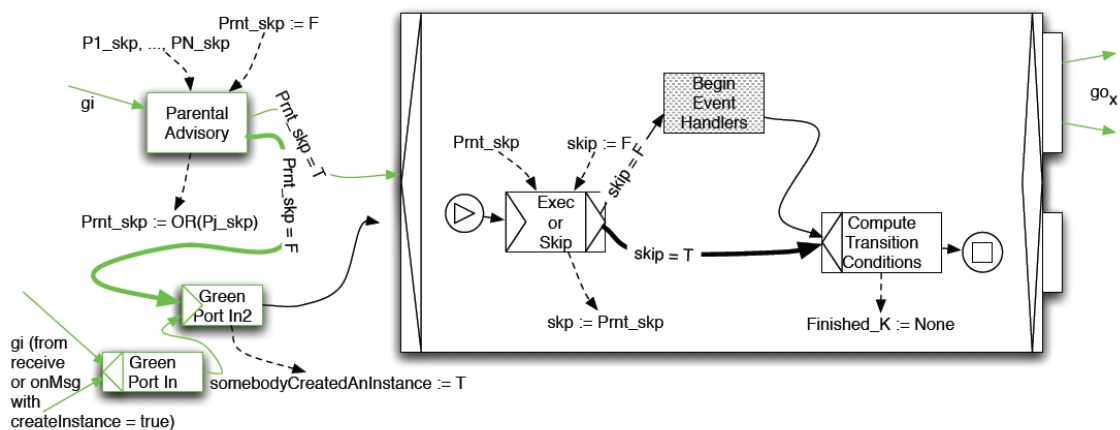 Prnt_skp := F
P1_skp, ..., PN_skp
gi
Parental
Advisory
Prnt_skp = T
Prnt_skp = F
Prnt_skp := OR(Pj_skp)
Green
Port In2
gi (from
receive
or onMsg
with
createInstance = true)
Green
Port In
somebodyCreatedAnInstance := T
Prnt_skp
skip := F
Exec
or
Skip
skip = F
skip = T
skp := Prnt_skp
Begin
Event
Handlers
Compute
Transition
Conditions
Finished_K := None
go x